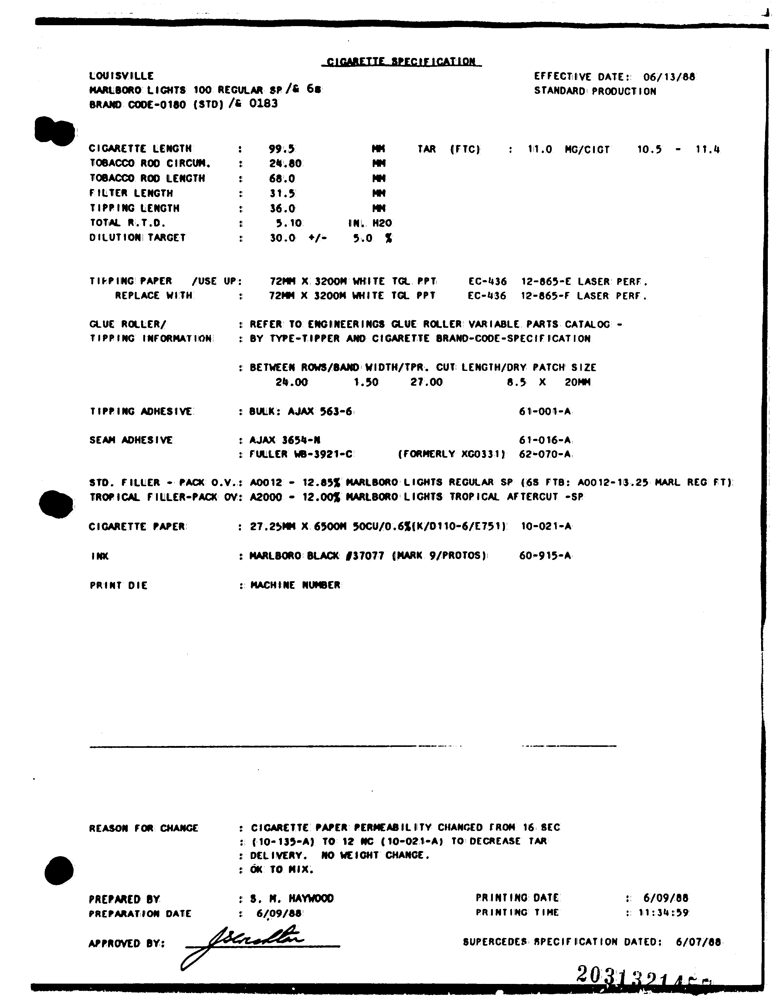 CIGARETTE SPECIFICATION
LOUISVILLE EFFECTIVE DATE: 06/13/88
MARLBORO LIGHTS 100 REGULAR SP /& 6s STANDARD PRODUCTION
BRAND CODE-0180 (STD) /& 0183
CIGARETTE LENGTH : 99.5 MM TAR (FTC) : 11.0 MG/CIGT 10.5 - 11.4
TOBACCO ROD CIRCUM. : 24.80 MM
TOBACCO ROD LENGTH : 68.0 MM
FILTER LENGTH : 31.5 MM
TIPPING LENGTH : 36.0 MM
TOTAL R.T.D. : 5.10 IN. H2O
DILUTION TARGET : 30.0 +/- 5.0 %
TIPPING PAPER /USE UP: 72MM X 3200M WHITE TGL PPT EC-436 12-865-E LASER PERF.
REPLACE WITH : 72MM X 3200M WHITE TGL PPT EC-436 12-865-F LASER PERF.
GLUE ROLLER/ : REFER TO ENGINEERINGS GLUE ROLLER VARIABLE PARTS CATALOG -
TIPPING INFORMATION : BY TYPE-TIPPER AND CIGARETTE BRAND-CODE-SPECIFICATION
: BETWEEN ROWS/BAND WIDTH/TPR. CUT LENGTH/DRY PATCH SIZE
24.00 1.50 27.00 8.5 X 20MM
TIPPING ADHESIVE : BULK: AJAX 563-6 61-001-A
SEAM ADHESIVE : AJAX 3654-N 61-016-A
: FULLER WB-3921-C (FORMERLY XG0331) 62-070-A
STD. FILLER - PACK O.V.: A0012 - 12.85% MARLBORO LIGHTS REGULAR SP (6S FTB: A0012-13.25 MARL REG FT)
TROPICAL FILLER-PACK OV: A2000 - 12.00% MARLBORO LIGHTS TROPICAL AFTERCUT -SP
CIGARETTE PAPER : 27.25MM X 6500M 50CU/0.6%(K/D110-6/E751) 10-021-A
INK : MARLBORO BLACK #37077 (MARK 9/PROTOS) 60-915-A
PRINT DIE : MACHINE NUMBER
REASON FOR CHANGE : CIGARETTE PAPER PERMEABILITY CHANGED FROM 16 SEC
: (10-135-A) TO 12 NC (10-021-A) TO DECREASE TAR
: DELIVERY. NO WEIGHT CHANGE.
: OK TO MIX.
PREPARED BY : S. M. HAYWOOD PRINTING DATE : 6/09/88
PREPARATION DATE : 6/09/88 PRINTING TIME : 11:34:59
APPROVED BY: SUPERCEDES SPECIFICATION DATED: 6/07/88